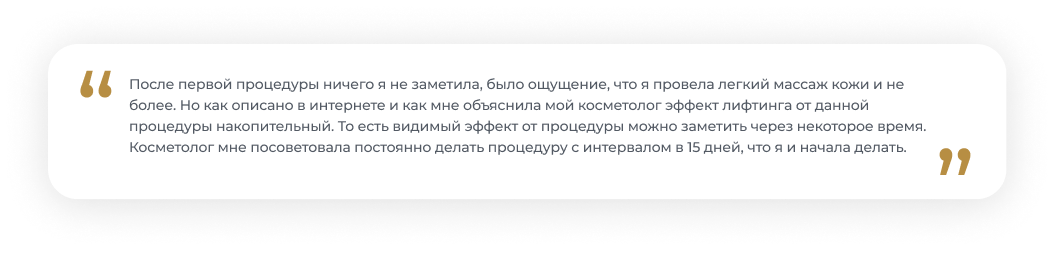 “
После первой процедуры ничего я не заметила, было ощущение, что я провела легкий массаж кожи и не
более. Но как описано в интернете и как мне объяснила мой косметолог эффект лифтинга от данной
процедуры накопительный. То есть видимый эффект от процедуры можно заметить через некоторое время.
Косметолог мне посоветовала постоянно делать процедуру с интервалом в 15 дней, что я и начала делать.
”